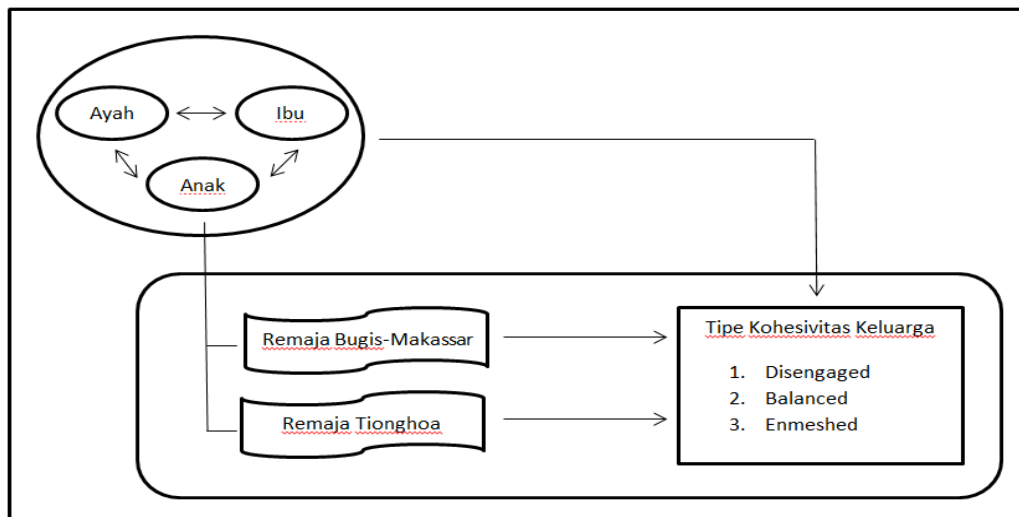 Ayah
Ibu
Anak
Remaja Bugis-Makassar
Remaja Tionghoa
Tipe Kohesivitas Keluarga
1. Disengaged
2. Balanced
3. Enmeshed